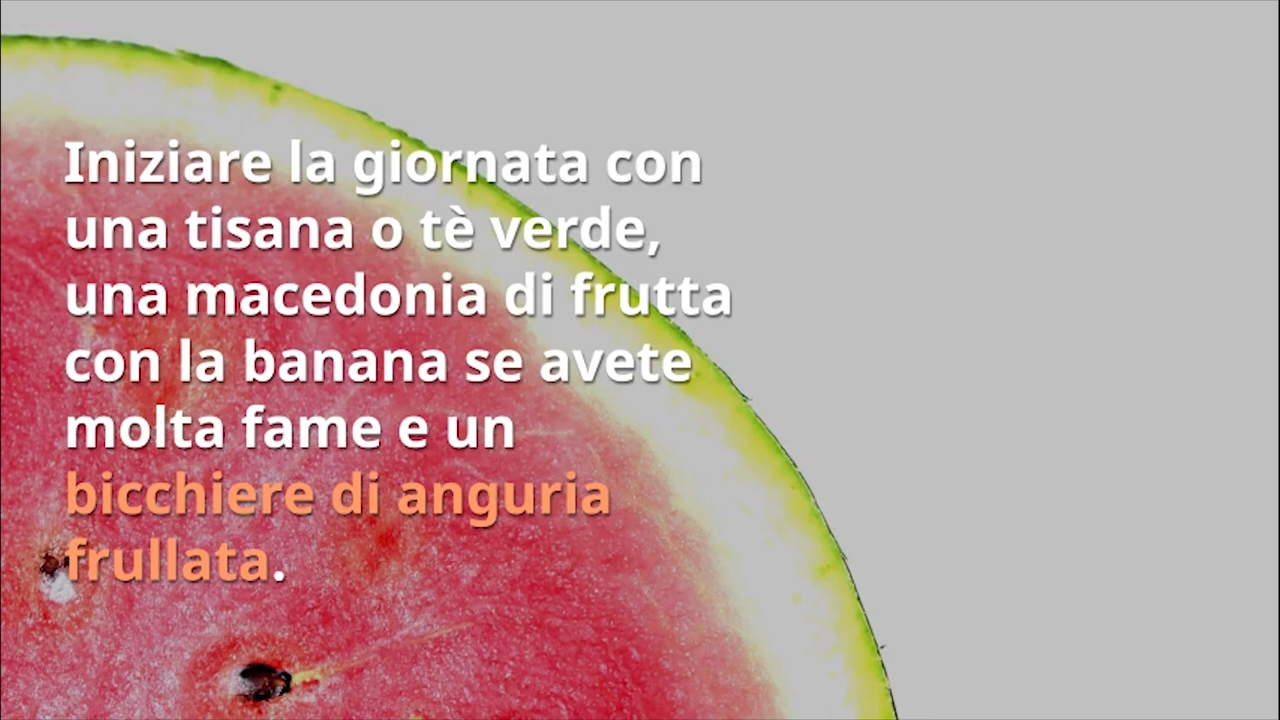 Iniziare la giornata con
una tisana o tè verde,
una macedonia di frutta
con la banana se avete
molta fame e un
bicchiere di anguria
frullata.